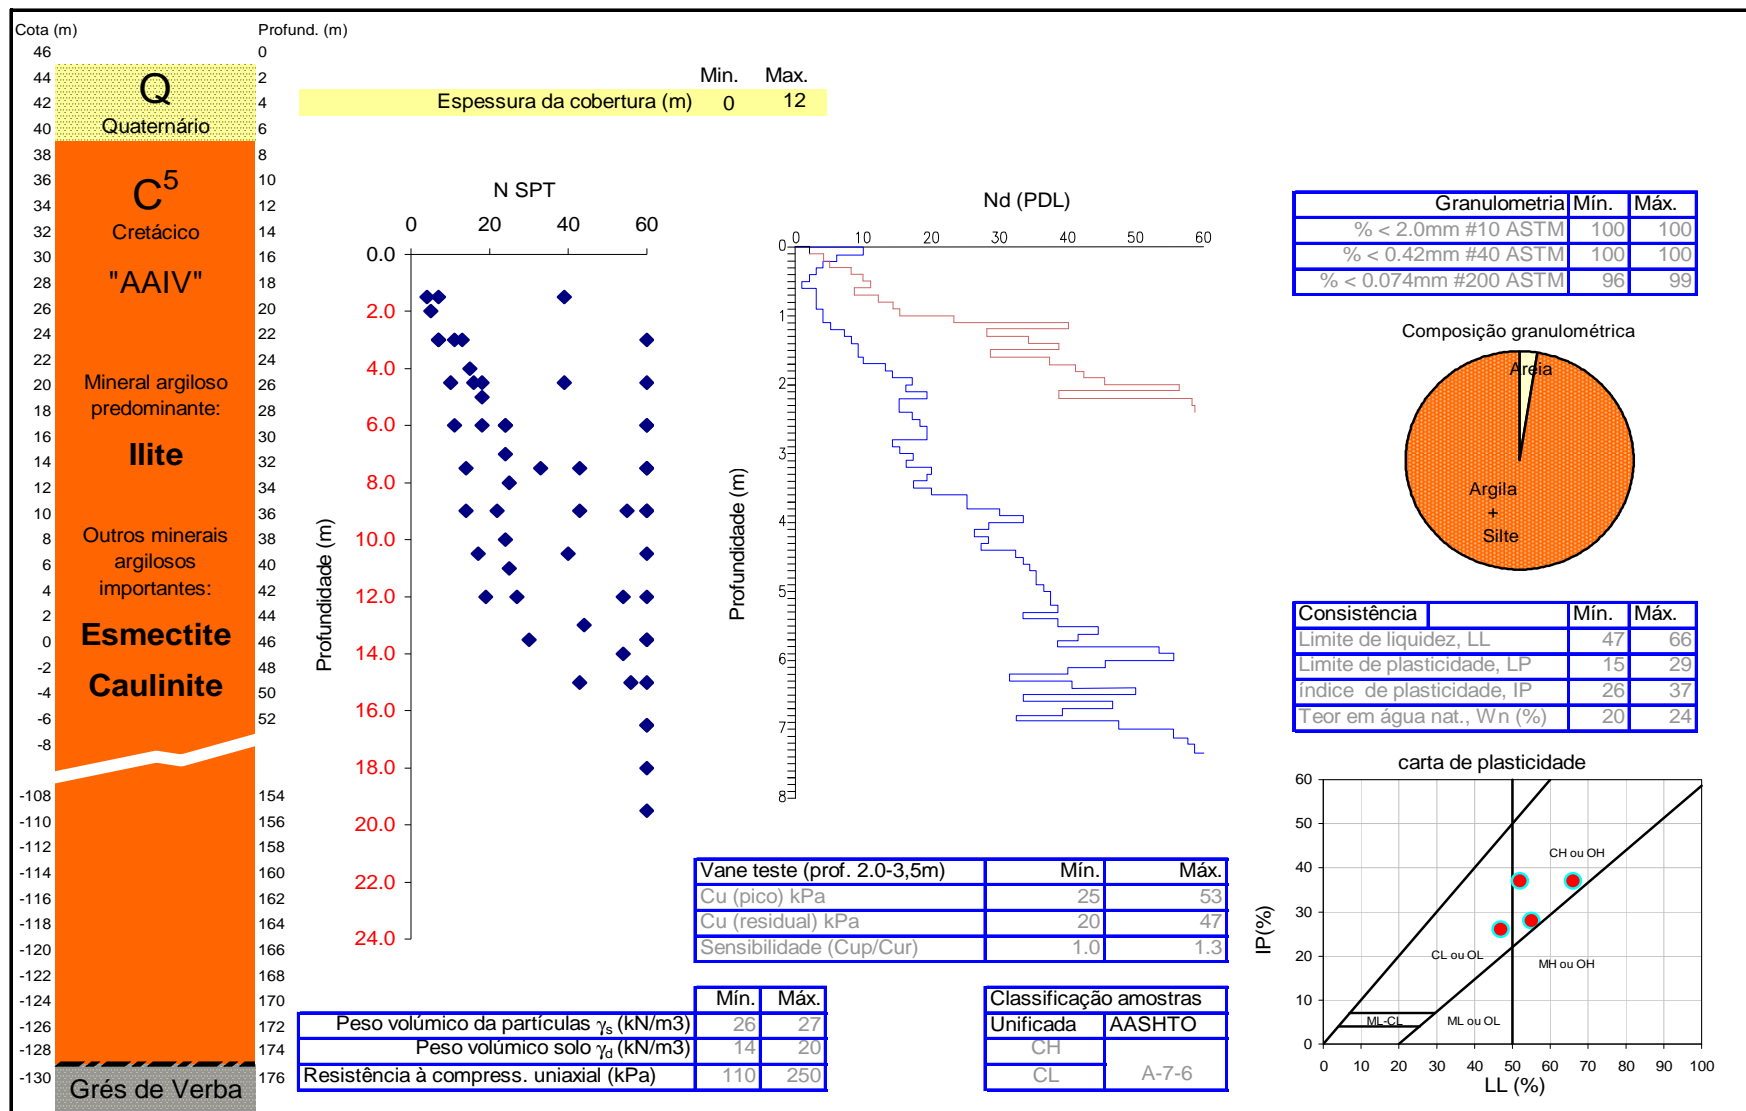 Cota (m)
Profund. (m)
46
44
42
40
38
36
34
32
30
28
26
24
22
20
18
16
14
12
10
8
6
4
2
0
-2
-4
-6
-8
-108
-110
-112
-114
-116
-118
-120
-122
-124
-126
-128
-130
Q
Quaternário
C5
Cretácico
"AAIV"
Mineral argiloso
predominante:
Ilite
Outros minerais
argilosos
importantes:
Esmectite
Caulinite
Grés de Verba
0
2
4
6
8
10
12
14
16
18
20
22
24
26
28
30
32
34
36
38
40
42
44
46
48
50
52
154
156
158
160
162
164
166
168
170
172
174
176
Min. Max.
Espessura da cobertura (m) 0 12
N SPT
0 20 40 60
0.0
2.0
4.0
6.0
8.0
10.0
12.0
14.0
16.0
18.0
20.0
22.0
24.0
Profundidade (m)
Nd (PDL)
0 10 20 30 40 50 60
0
1
2
3
4
5
6
7
8
Profundidade (m)
Granulometria Mín. Máx.
% < 2.0mm #10 ASTM 100 100
% < 0.42mm #40 ASTM 100 100
% < 0.074mm #200 ASTM 96 99
Composição granulométrica
Areia
Argila
+
Silte
Consistência Mín. Máx.
Limite de liquidez, LL 47 66
Limite de plasticidade, LP 15 29
índice de plasticidade, IP 26 37
Teor em água nat., Wn (%) 20 24
carta de plasticidade
60
50
40
30
20
10
0
IP(%)
CH ou OH
CL ou OL
MH ou OH
ML-CL
ML ou OL
0 10 20 30 40 50 60 70 80 90 100
LL (%)
Vane teste (prof. 2.0-3,5m) Mín. Máx.
Cu (pico) kPa 25 53
Cu (residual) kPa 20 47
Sensibilidade (Cup/Cur) 1.0 1.3
Mín. Máx.
Peso volúmico da partículas γs (kN/m3) 26 27
Peso volúmico solo γd (kN/m3) 14 20
Resistência à compress. uniaxial (kPa) 110 250
Classificação amostras
Unificada AASHTO
CH
CL A-7-6